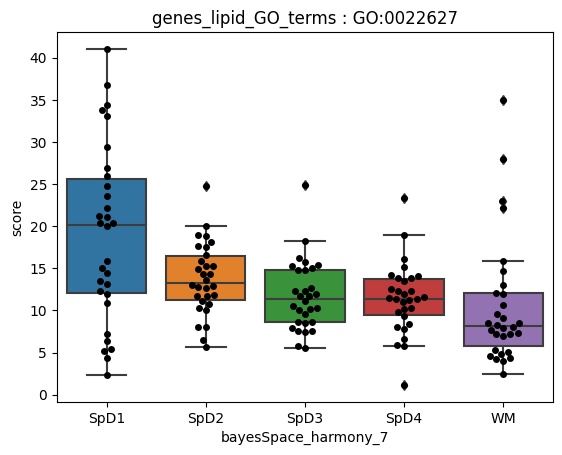 genes_lipid_GO_terms : GO:0022627
score
40
35
30
25
20
15
10
5
0
SpD1 SpD2 SpD3 SpD4 WM
bayesSpace_harmony_7